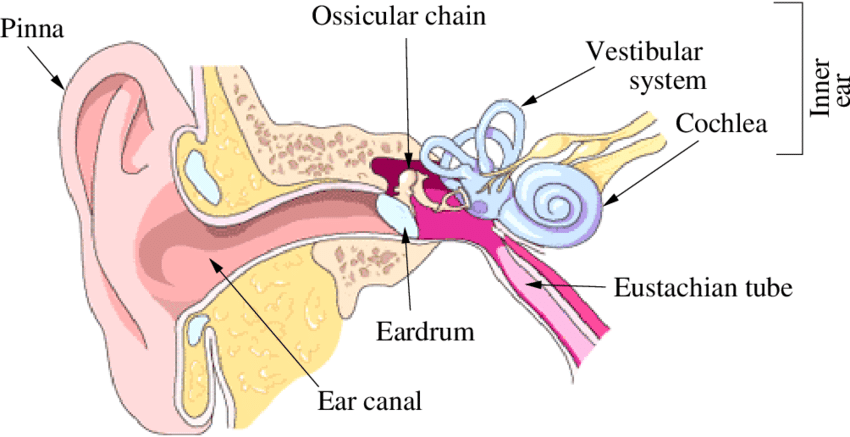 Ossicular chain
Pinna
Vestibular
system
Inner
ear
Cochlea
Eustachian tube
Eardrum
Ear canal